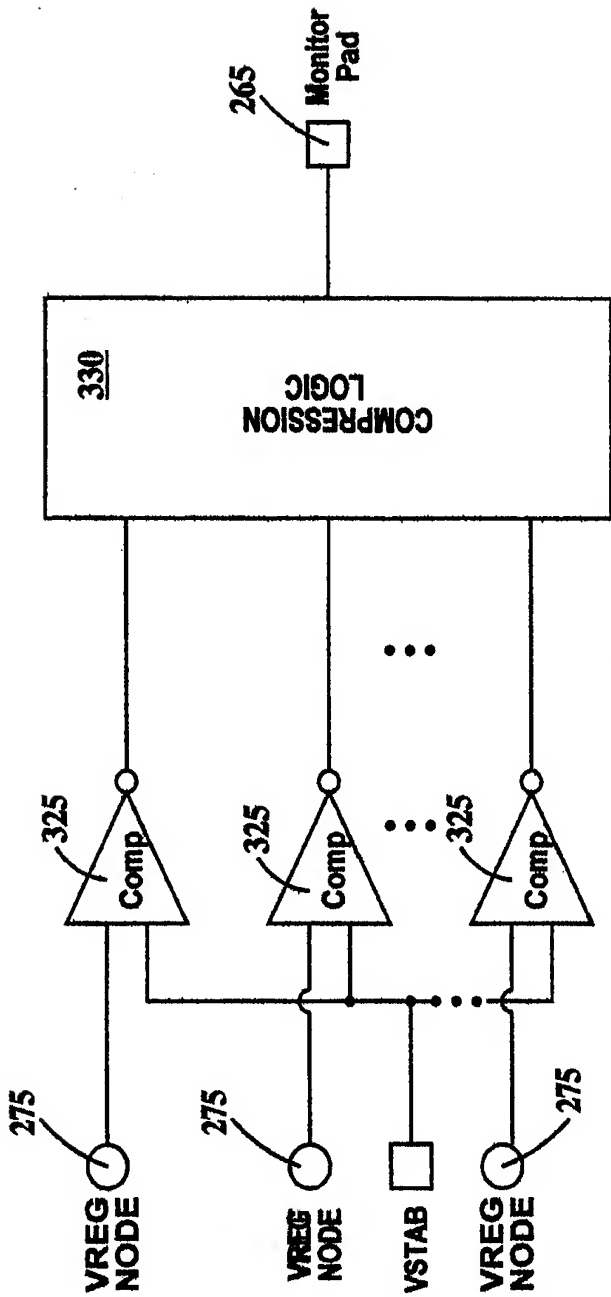 275
VREG
NODE
325
Comp
275
VREG
NODE
325
Comp
VSTAB
275
VREG
NODE
325
Comp
330
COMPRESSION
LOGIC
265
Monitor
Pad